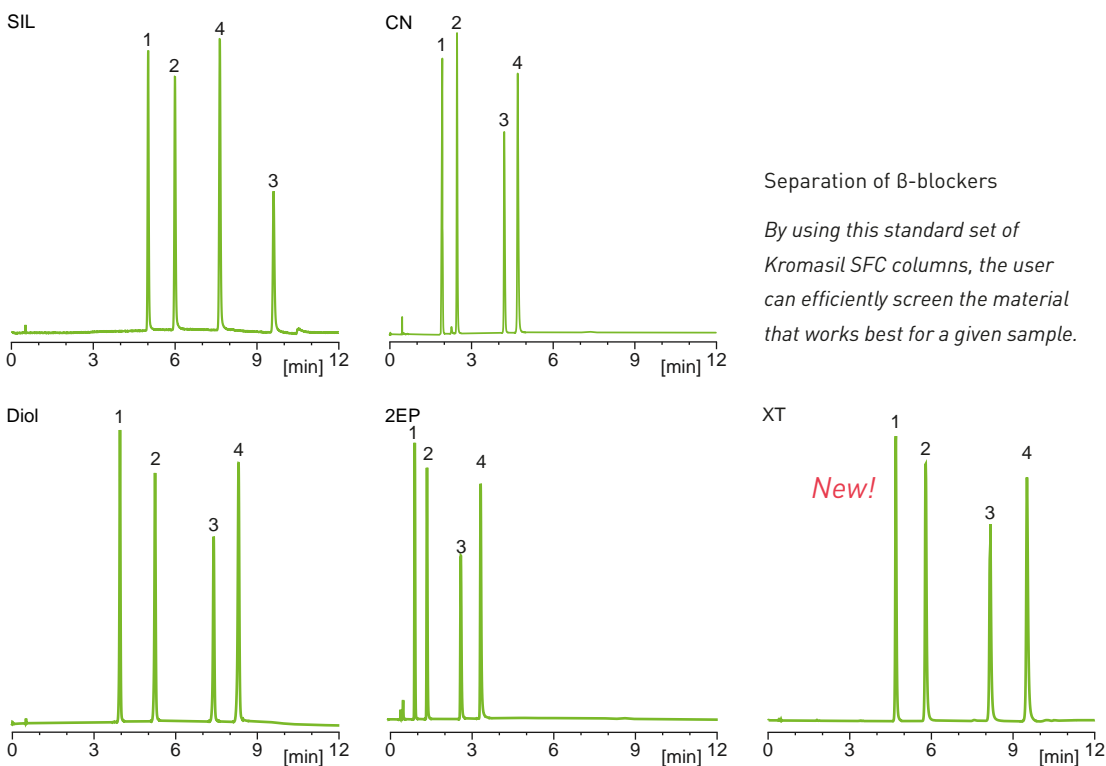 SIL
1
2
4
3
0 3 6 9 12
[min]
CN
1
2
3
4
0 3 6 9 12
[min]
Separation of ß-blockers
By using this standard set of
Kromasil SFC columns, the user
can efficiently screen the material
that works best for a given sample.
Diol
1
2
3
4
0 3 6 9 12
[min]
2EP
1
2
3
4
0 3 6 9 12
[min]
XT
New!
1
2
3
4
0 3 6 9 12
[min]